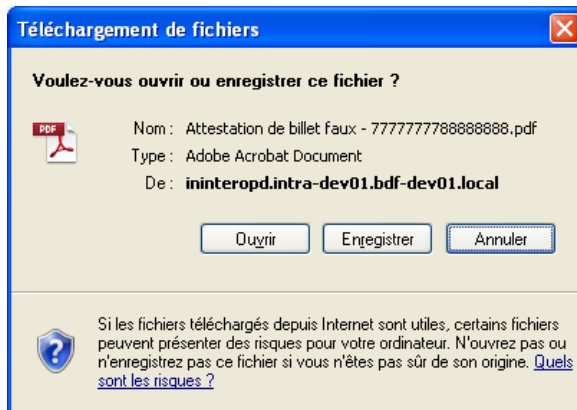 Téléchargement de fichiers
Voulez-vous ouvrir ou enregistrer ce fichier ?
PDF
Nom : Attestation de billet faux - 7777777788888888.pdf
Type : Adobe Acrobat Document
De : ininteropd.intra-dev01.bdf-dev01.local
Ouvrir
Enregistrer
Annuler
Si les fichiers téléchargés depuis Internet sont utiles, certains fichiers
peuvent présenter des risques pour votre ordinateur. N'ouvrez pas ou
n'enregistrez pas ce fichier si vous n'êtes pas sûr de son origine. Quels
sont les risques ?